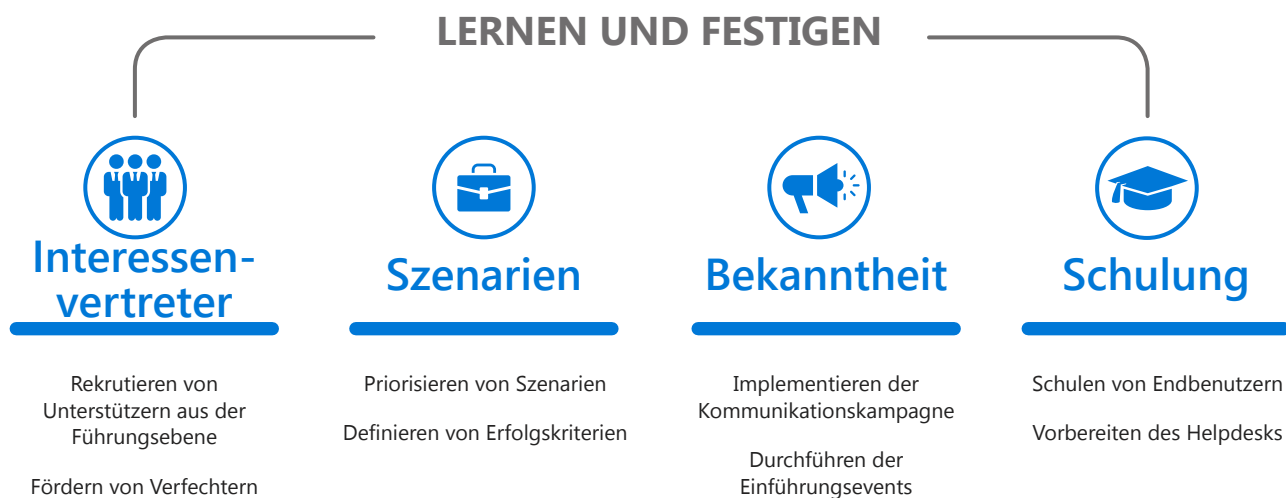 LERNEN UND FESTIGEN
Interessen-
vertreter
Rekrutieren von
Unterstützern aus der
Führungsebene
Fördern von Verfechtern
Szenarien
Priorisieren von Szenarien
Definieren von Erfolgskriterien
Bekanntheit
Implementieren der
Kommunikationskampagne
Durchführen der
Einführungsevents
Schulung
Schulen von Endbenutzern
Vorbereiten des Helpdesks